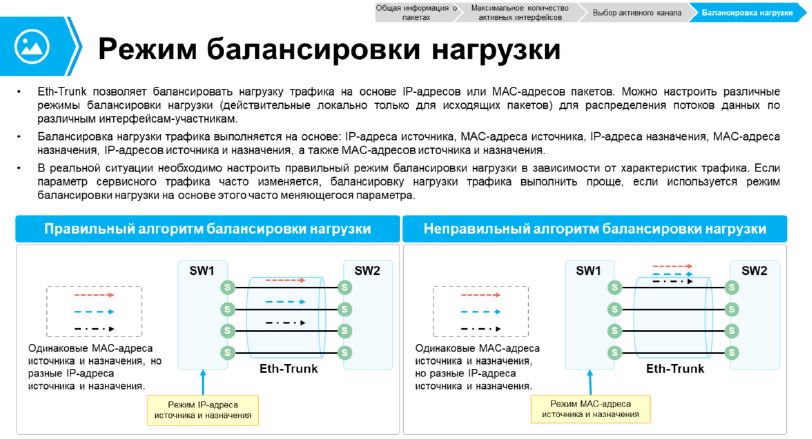 Общая информация о
пакетах
Максимальное количество
активных интерфейсов
Выбор активного канала
Балансировка нагрузки
Режим балансировки нагрузки
• Eth-Trunk позволяет балансировать нагрузку трафика на основе IP-адресов или MAC-адресов пакетов. Можно настроить различные
режимы балансировки нагрузки (действительные локально только для исходящих пакетов) для распределения потоков данных по
различным интерфейсам-участникам.
• Балансировка нагрузки трафика выполняется на основе: IP-адреса источника, MAC-адреса источника, IP-адреса назначения, MAC-адреса
назначения, IP-адресов источника и назначения, а также MAC-адресов источника и назначения.
• В реальной ситуации необходимо настроить правильный режим балансировки нагрузки в зависимости от характеристик трафика. Если
параметр сервисного трафика часто изменяется, балансировку нагрузки трафика выполнить проще, если используется режим
балансировки нагрузки на основе этого часто меняющегося параметра.
Правильный алгоритм балансировки нагрузки
SW1
SW2
S
S
S
S
S
S
S
S
Eth-Trunk
Одинаковые MAC-адреса
источника и назначения, но
разные IP-адреса
источника и назначения.
Режим IP-адреса
источника и назначения
Неправильный алгоритм балансировки нагрузки
SW1
SW2
S
S
S
S
S
S
S
S
Eth-Trunk
Одинаковые MAC-адреса
источника и назначения,
но разные IP-адреса
источника и назначения.
Режим MAC-адреса
источника и назначения